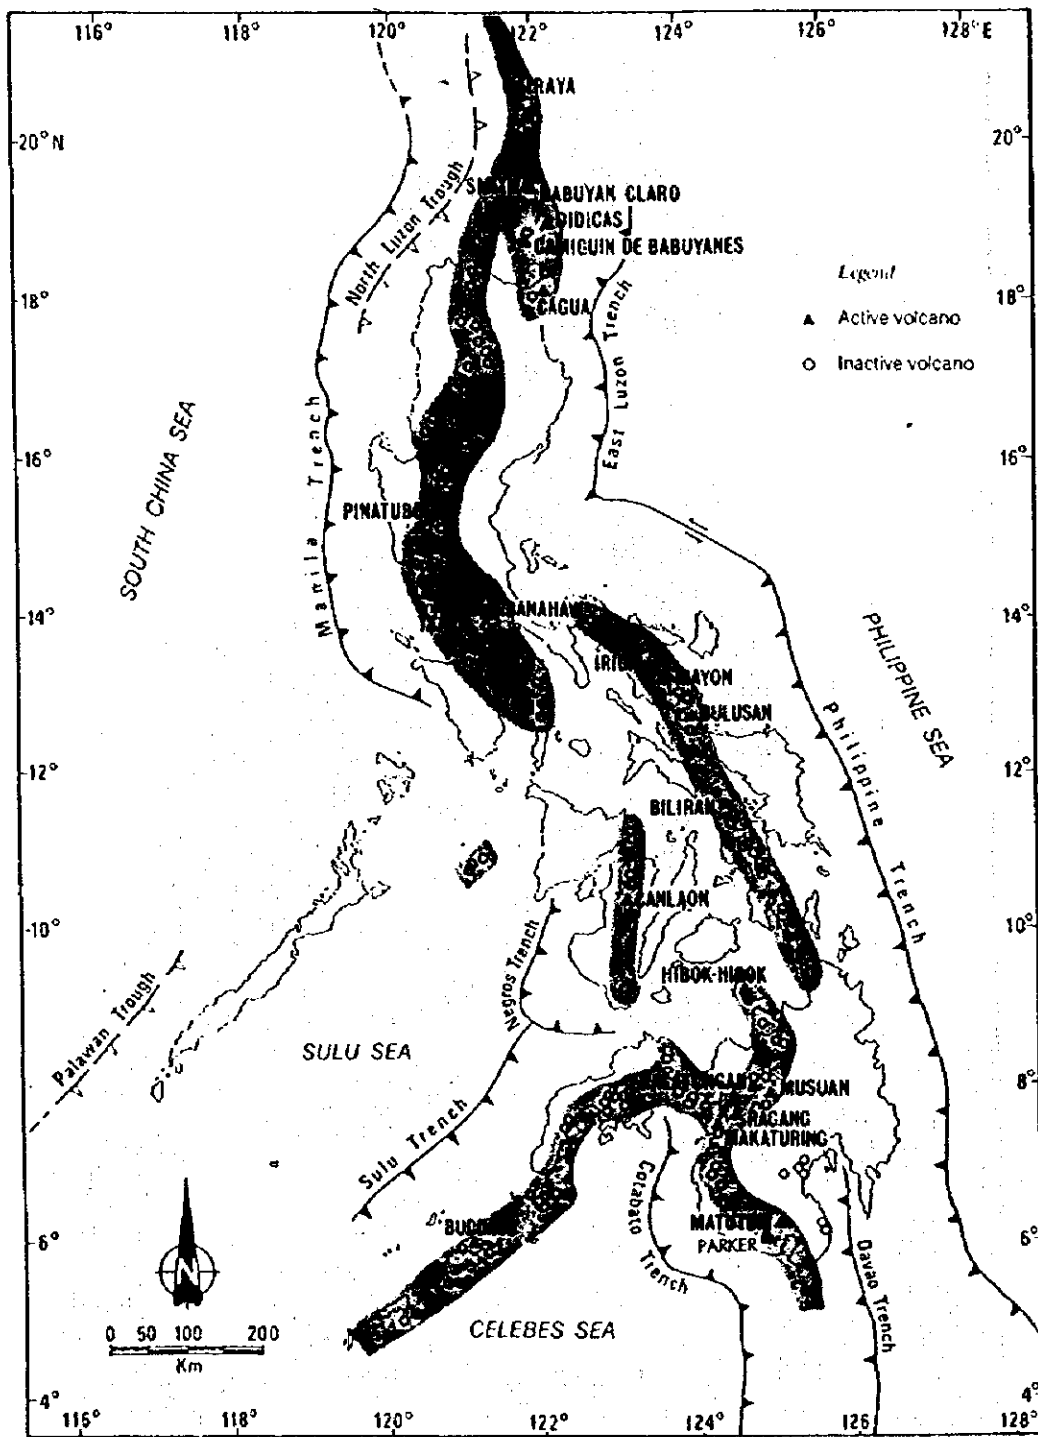 116° 118° 120° 122° 124° 126° 128° E
RAYA
20° N
20°
BABUYAN CLARO
DIDICAS
CAMIGUIN DE BABUYANES
North Luzon Trough
CAGUA
Legend
Active volcano
Inactive volcano
18°
18°
East Luzon Trench
Manila Trench
SOUTH CHINA SEA
16°
16°
PINATUBO
14°
BANAHAW
14°
PHILIPPINE SEA
MAYON
BULUSAN
Philippine Trench
12°
12°
BILIRAN
CANLAON
10°
10°
Negros Trench
HIBOK-HIBOK
Palawan Trough
SULU SEA
8°
8°
MUSUAN
RAGANG
MAKATURING
Sulu Trench
Cotabato Trench
N
6°
6°
PARKER
Davao Trench
0 50 100 200
Km
CELEBES SEA
4°
4°
116° 118° 120° 122° 124° 126° 128°